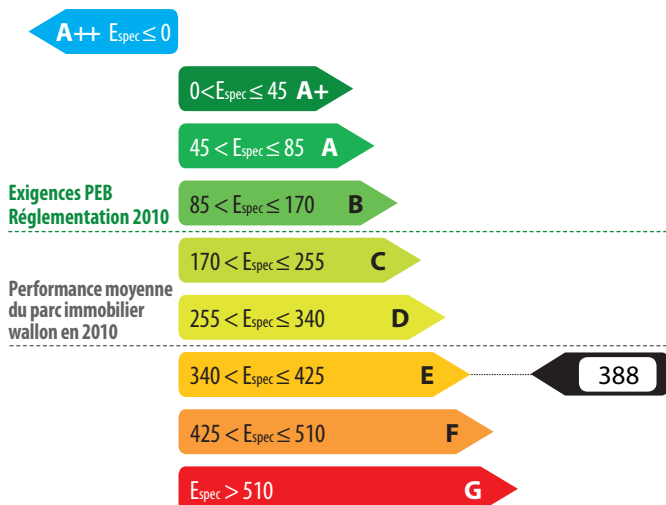 A++ Espec ≤ 0
0 < Espec ≤ 45 A+
45 < Espec ≤ 85 A
Exigences PEB
Réglementation 2010
85 < Espec ≤ 170 B
170 < Espec ≤ 255 C
Performance moyenne
du parc immobilier
wallon en 2010
255 < Espec ≤ 340 D
340 < Espec ≤ 425 E
388
425 < Espec ≤ 510 F
Espec > 510 G